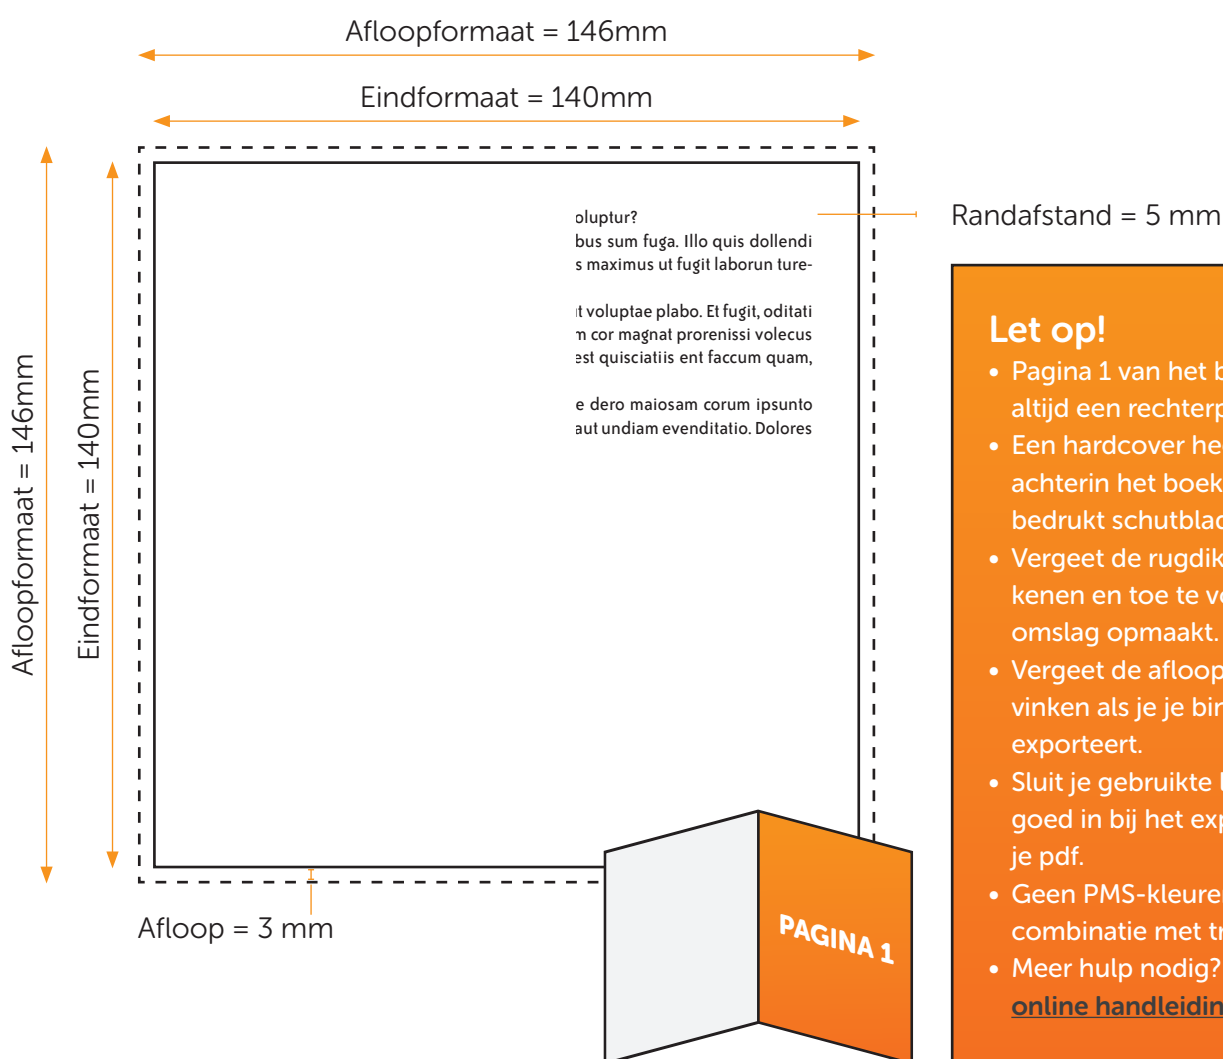 Afloopformaat = 146mm
Eindformaat = 140mm
Afloopformaat = 146mm
Eindformaat = 140mm
oluptur?
bus sum fuga. Illo quis dollendi
s maximus ut fugit laborun ture-
t voluptae plabo. Et fugit, oditati
m cor magnat prorenissi volecus
est quisciatiis ent faccum quam,
e dero maiosam corum ipsunto
aut undiam evenditatio. Dolores
Randafstand = 5 mm
Afloop = 3 mm
PAGINA 1
Let op!
• Pagina 1 van het b
altijd een rechterp
• Een hardcover he
achterin het boek
bedrukt schutblad
• Vergeet de rugdik
kenen en toe te vo
omslag opmaakt.
• Vergeet de afloop
vinken als je je bin
exporteert.
• Sluit je gebruikte l
goed in bij het exp
je pdf.
• Geen PMS-kleuren
combinatie met tr
• Meer hulp nodig?
online handleidin